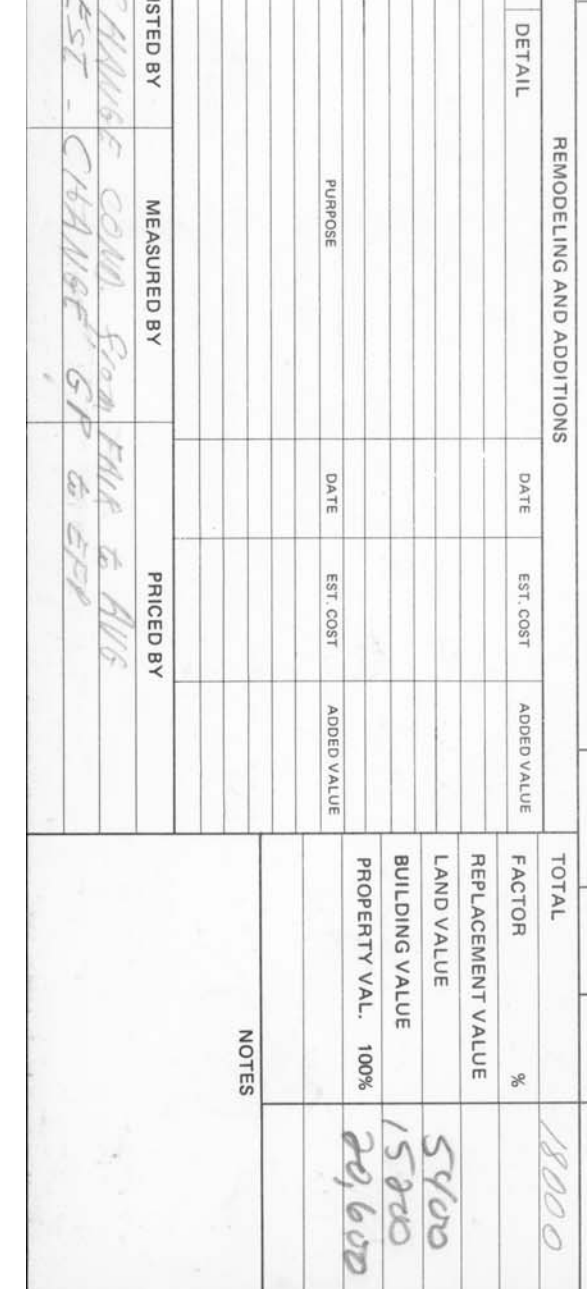 REMODELING AND ADDITIONS
DETAIL DATE EST. COST ADDED VALUE
PURPOSE DATE EST. COST ADDED VALUE
ISTED BY MEASURED BY PRICED BY
CHANGE COND. from FAIR to AVG
EST - CHANGE GP to EFP
TOTAL 18000
FACTOR %
REPLACEMENT VALUE
LAND VALUE 5400
BUILDING VALUE 15200
PROPERTY VAL. 100% 20,600
NOTES